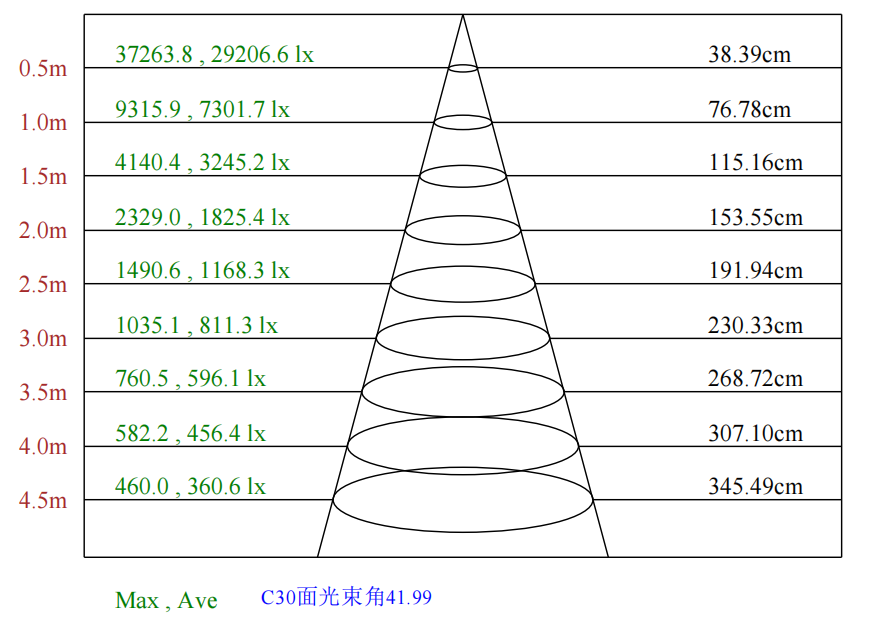 37263.8 , 29206.6 lx 38.39cm
0.5m
9315.9 , 7301.7 lx 76.78cm
1.0m
4140.4 , 3245.2 lx 115.16cm
1.5m
2329.0 , 1825.4 lx 153.55cm
2.0m
1490.6 , 1168.3 lx 191.94cm
2.5m
1035.1 , 811.3 lx 230.33cm
3.0m
760.5 , 596.1 lx 268.72cm
3.5m
582.2 , 456.4 lx 307.10cm
4.0m
460.0 , 360.6 lx 345.49cm
4.5m
Max , Ave C30面光束角41.99